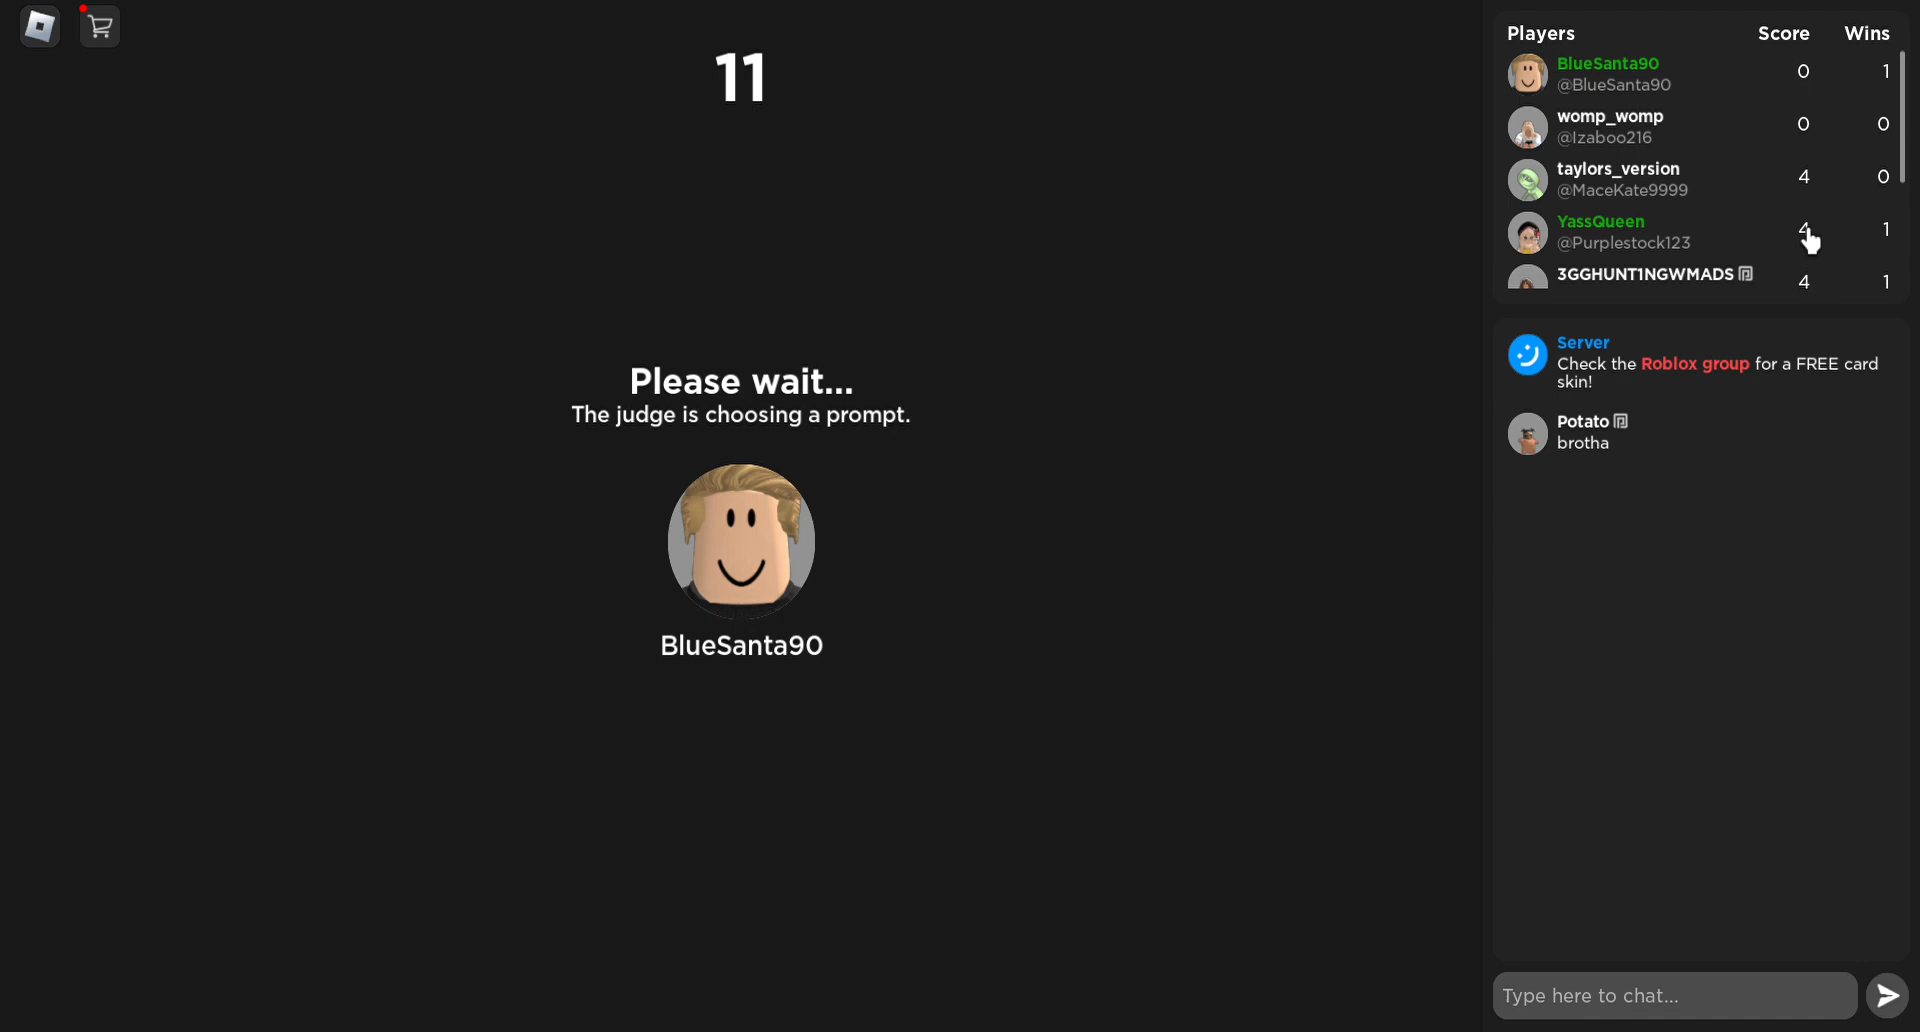 11
Please wait...
The judge is choosing a prompt.
BlueSanta90
Players Score Wins
BlueSanta90
@BlueSanta90 0 1
womp_womp
@Izaboo216 0 0
taylors_version
@MaceKate9999 4 0
YassQueen
@Purplestock123 4 1
3GGHUNT1NGWMADS 4 1
Server
Check the Roblox group for a FREE card
skin!
Potato
brotha
Type here to chat...